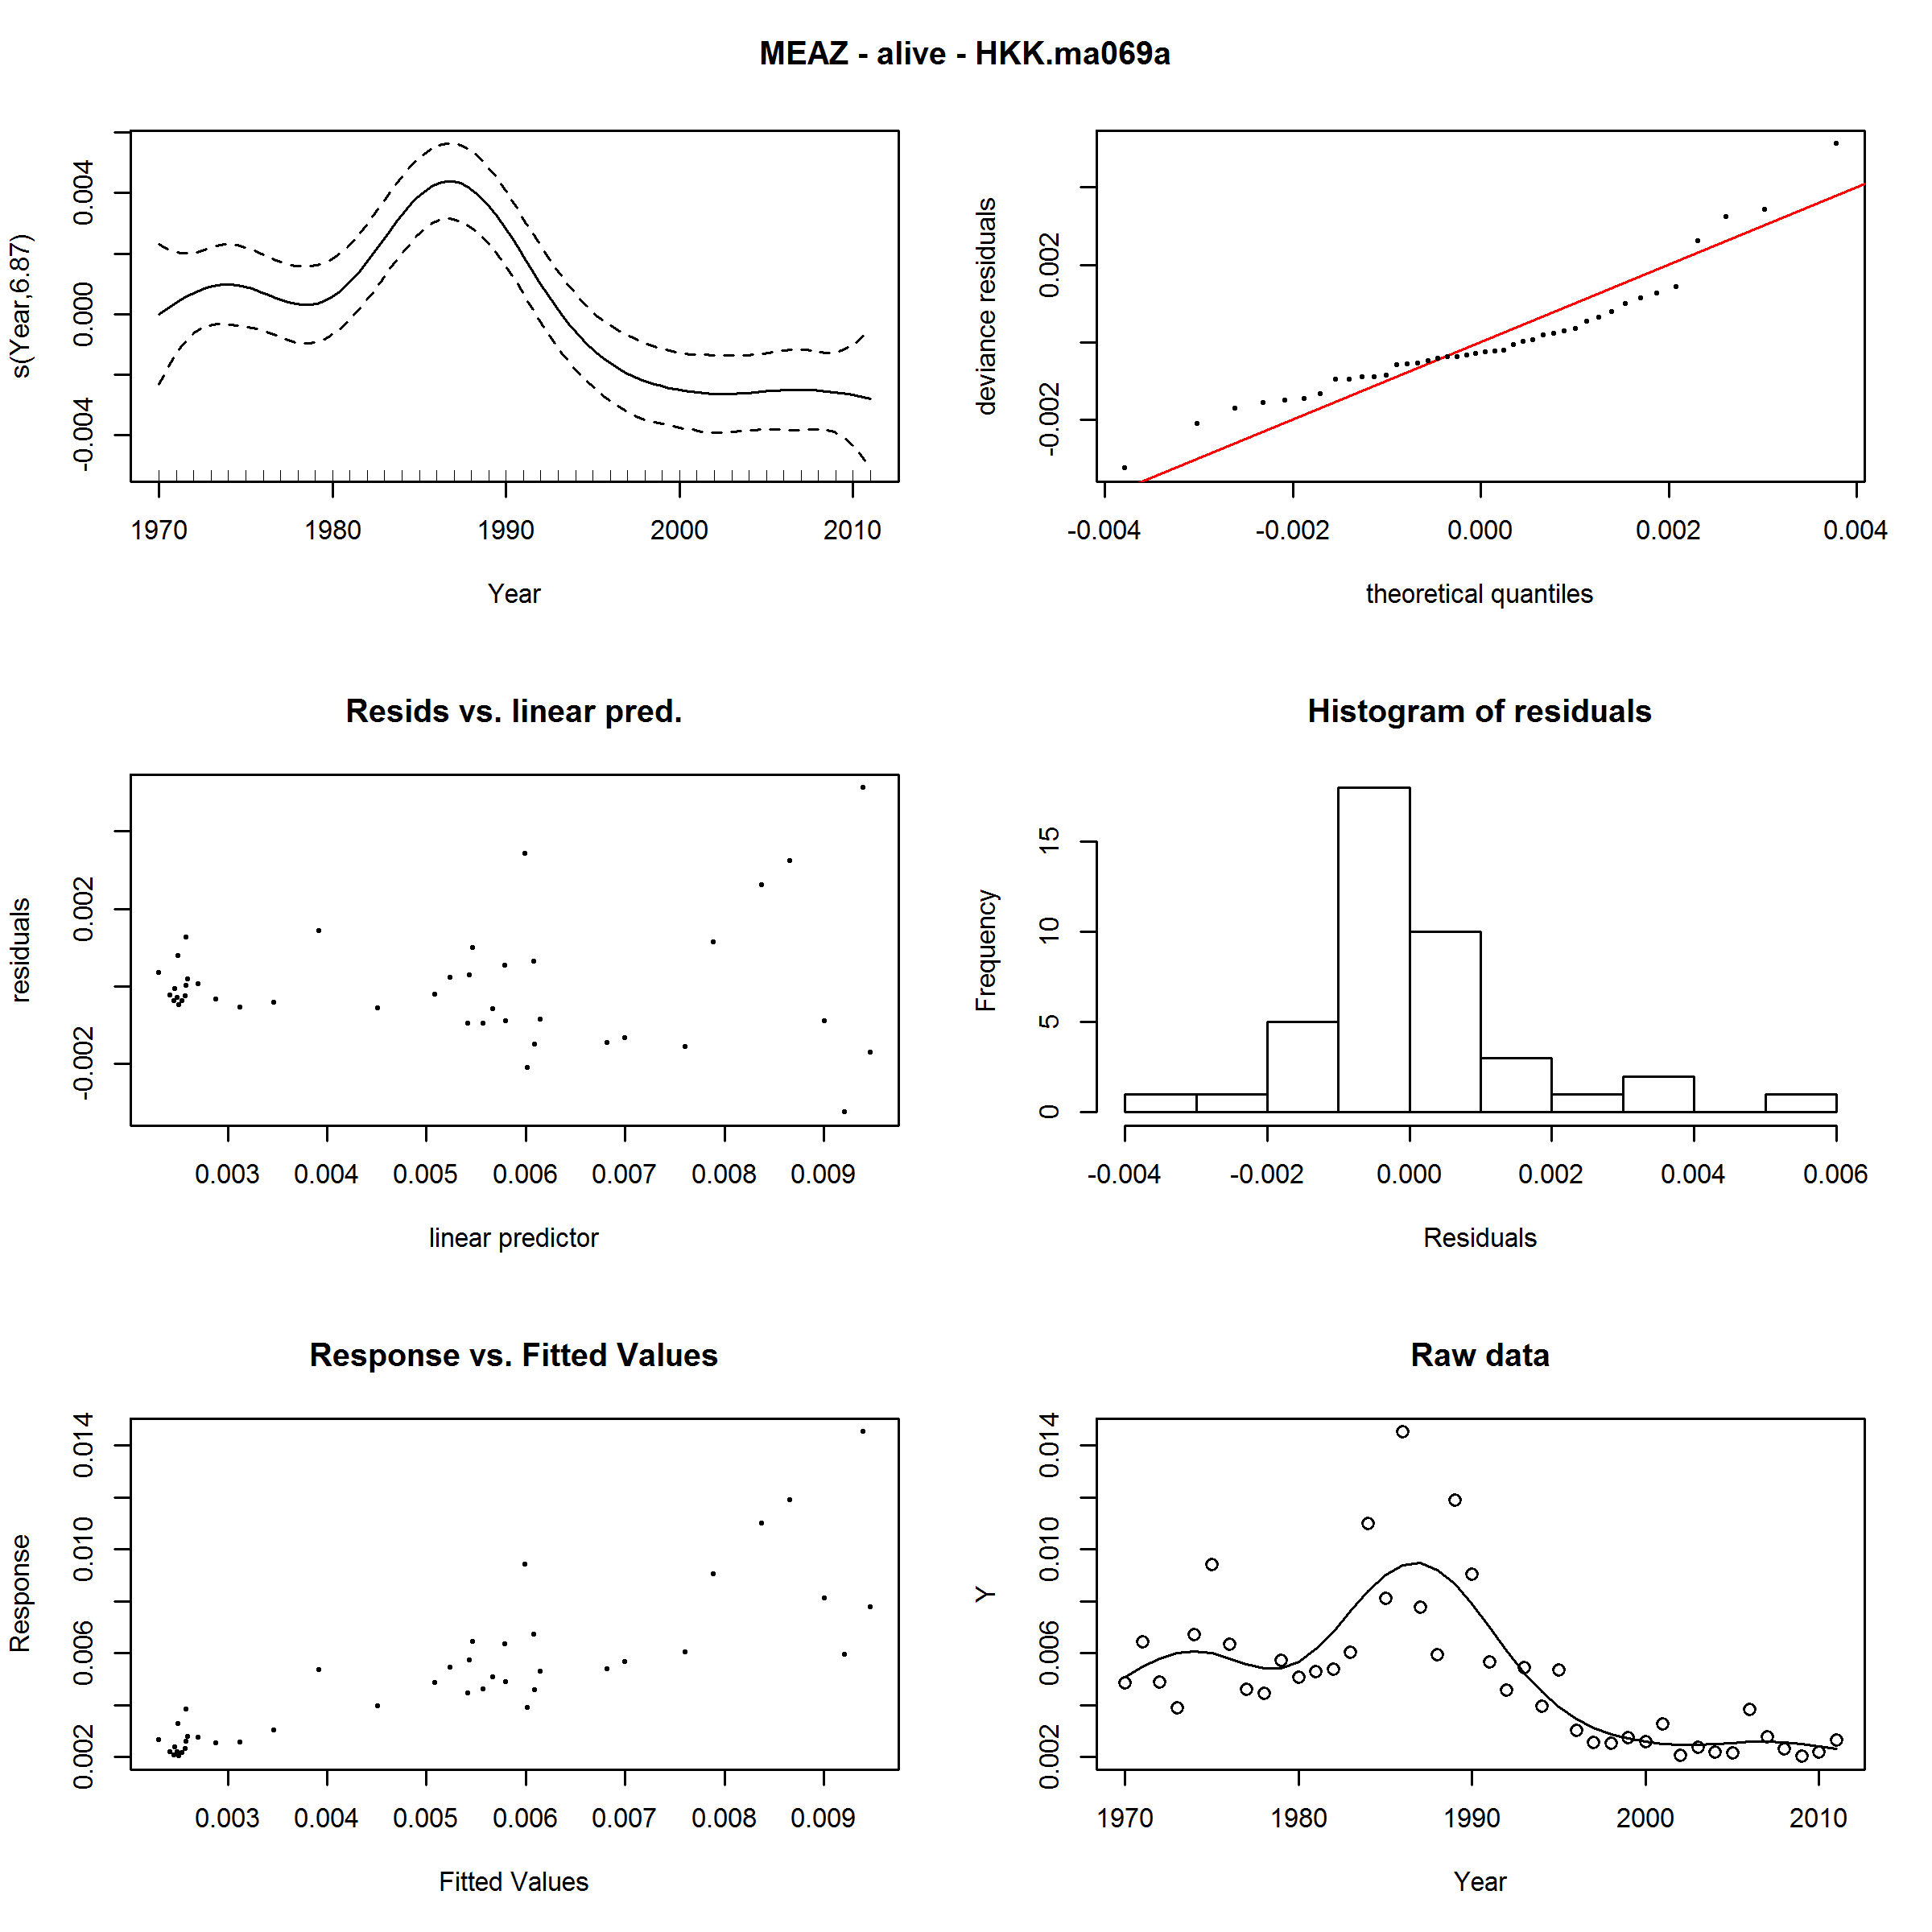 MEAZ - alive - HKK.ma069a
s(Year,6.87)
0.004
0.000
-0.004
1970 1980 1990 2000 2010
Year
deviance residuals
0.002
-0.002
-0.004 -0.002 0.000 0.002 0.004
theoretical quantiles
Resids vs. linear pred.
residuals
0.002
-0.002
0.003 0.004 0.005 0.006 0.007 0.008 0.009
linear predictor
Histogram of residuals
Frequency
15
10
5
0
-0.004 -0.002 0.000 0.002 0.004 0.006
Residuals
Response vs. Fitted Values
Response
0.014
0.010
0.006
0.002
0.003 0.004 0.005 0.006 0.007 0.008 0.009
Fitted Values
Raw data
Y
0.014
0.010
0.006
0.002
1970 1980 1990 2000 2010
Year